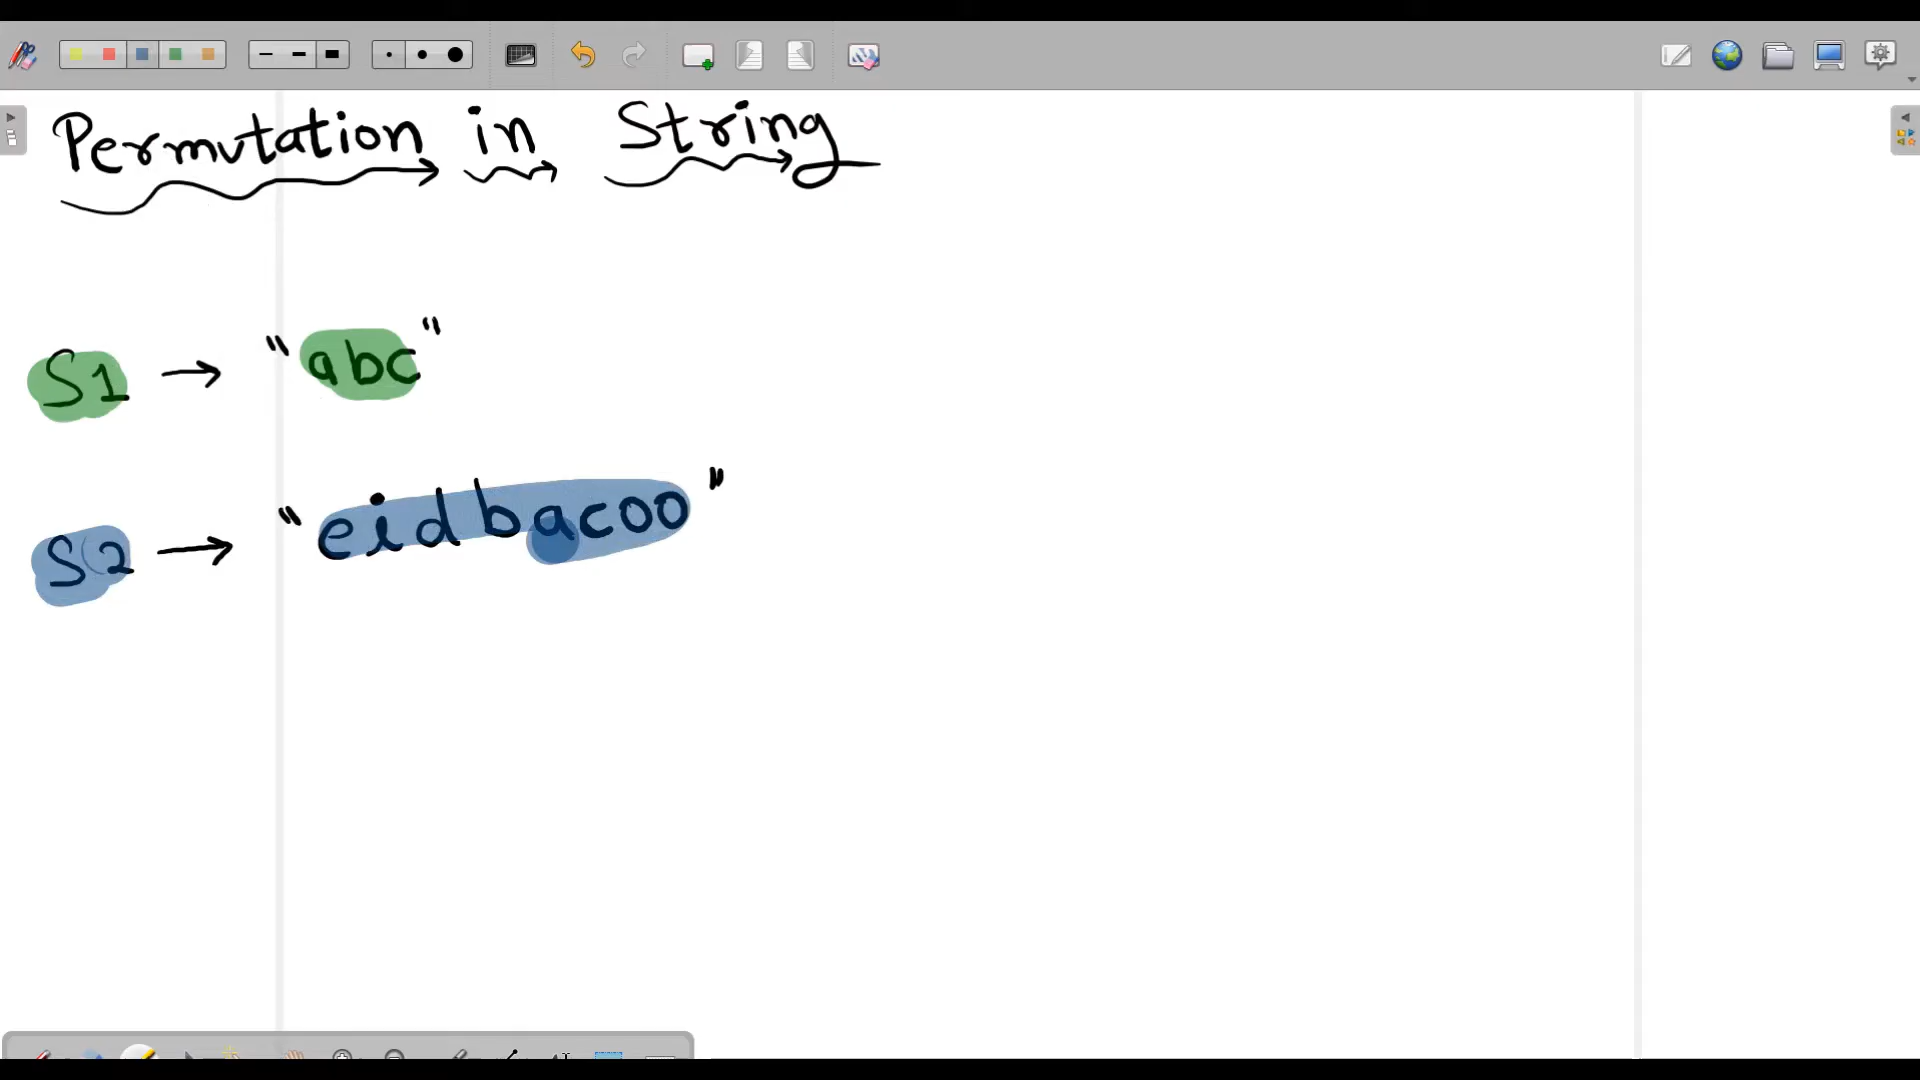 Permutation in String
S1 → "abc"
S2 → "eidbacoo"